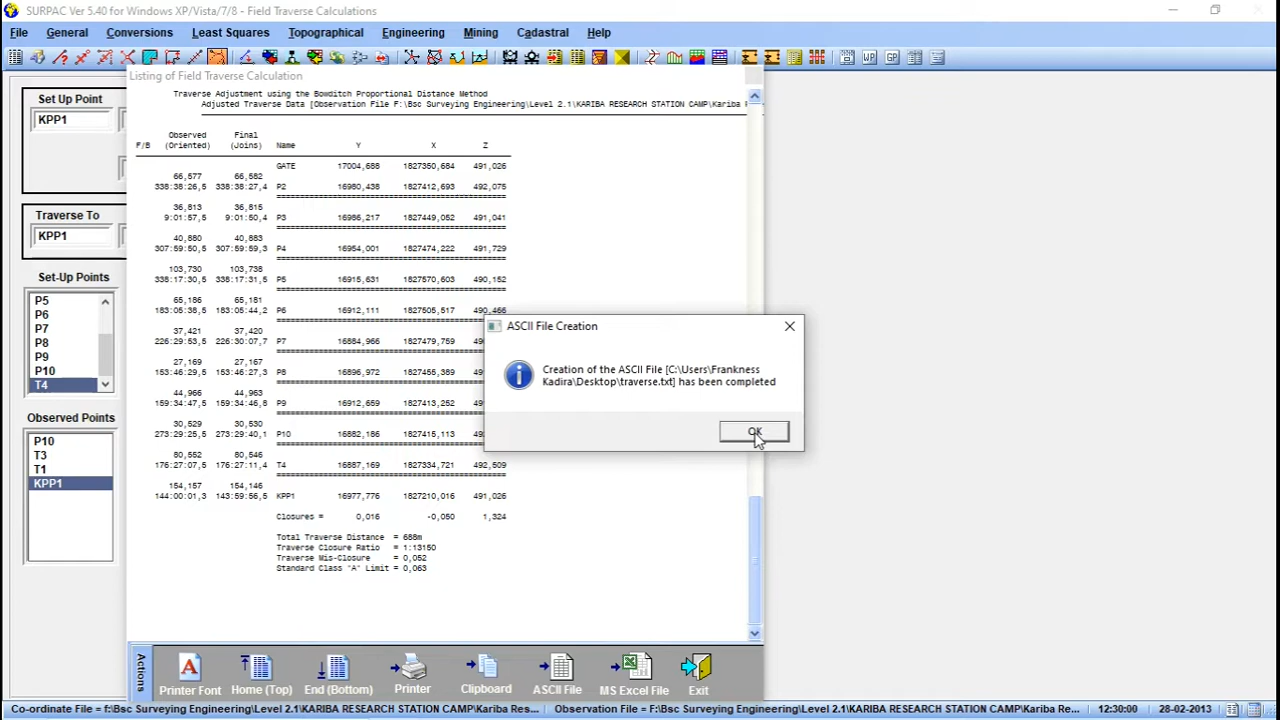 SURPAC Ver 5.40 for Windows XP/Vista/7/8 - Field Traverse Calculations
File General Conversions Least Squares Topographical Engineering Mining Cadastral Help
WP GP
Listing of Field Traverse Calculation
Set Up Point
KPP1
Traverse To
KPP1
Set-Up Points
P5
P6
P7
P8
P9
P10
T4
Observed Points
P10
T3
T1
KPP1
Traverse Adjustment using the Bowditch Proportional Distance Method
Adjusted Traverse Data [Observation File F:\Bsc Surveying Engineering\Level 2.1\KARIBA RESEARCH STATION CAMP\Kariba
Observed Final
F/B (Oriented) (Joins) Name Y X Z
GATE 17004,688 1827350,684 491,026
66,577 66,582
338:38:26,5 338:38:27,4 P2 16980,438 1827412,693 492,075
36,813 36,815
9:01:57,5 9:01:50,4 P3 16986,217 1827449,052 491,041
40,880 40,883
307:59:50,5 307:59:59,3 P4 16954,001 1827474,222 491,729
103,730 103,738
338:17:30,5 338:17:31,5 P5 16915,631 1827570,603 490,152
65,186 65,181
183:05:38,5 183:05:44,2 P6 16912,111 1827505,517 490,466
37,421 37,420
226:29:53,5 226:30:07,7 P7 16884,966 1827479,759
27,169 27,167
153:46:29,5 153:46:27,3 P8 16896,972 1827455,389
44,966 44,963
159:34:47,5 159:34:46,8 P9 16912,659 1827413,252
30,529 30,530
273:29:25,5 273:29:40,1 P10 16882,186 1827415,113
80,552 80,546
176:27:07,5 176:27:11,4 T4 16887,169 1827334,721 492,509
154,157 154,146
144:00:01,3 143:59:56,5 KPP1 16977,776 1827210,016 491,026
Closures = 0,016 -0,050 1,324
Total Traverse Distance = 688m
Traverse Closure Ratio = 1:13150
Traverse Mis-Closure = 0,052
Standard Class "A" Limit = 0,063
ASCII File Creation
Creation of the ASCII File [C:\Users\Frankness
Kadira\Desktop\traverse.txt] has been completed
OK
Actions
Printer Font Home (Top) End (Bottom) Printer Clipboard ASCII File MS Excel File Exit
Co-ordinate File = f:\Bsc Surveying Engineering\Level 2.1\KARIBA RESEARCH STATION CAMP\Kariba Res... Observation File = F:\Bsc Surveying Engineering\Level 2.1\KARIBA RESEARCH STATION CAMP\Kariba Res... 12:30:00 28-02-2013